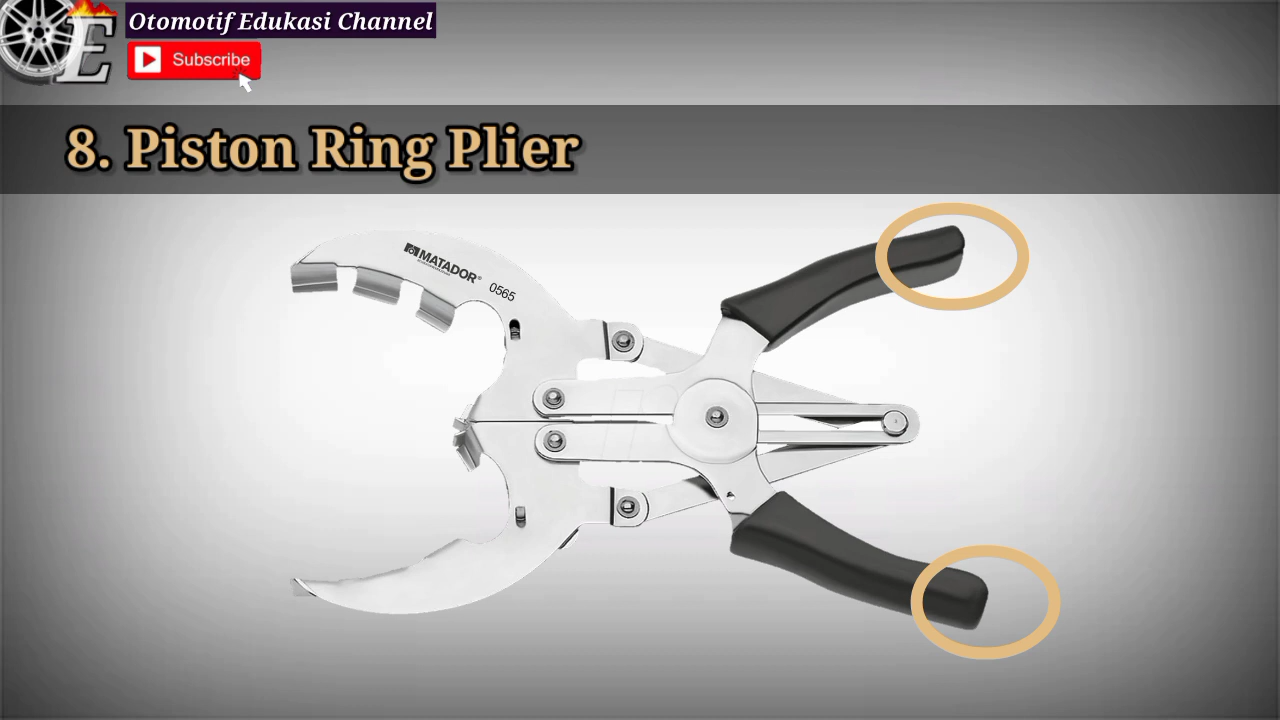 Otomotif Edukasi Channel
E
Subscribe
8. Piston Ring Plier
MATADOR®
0565